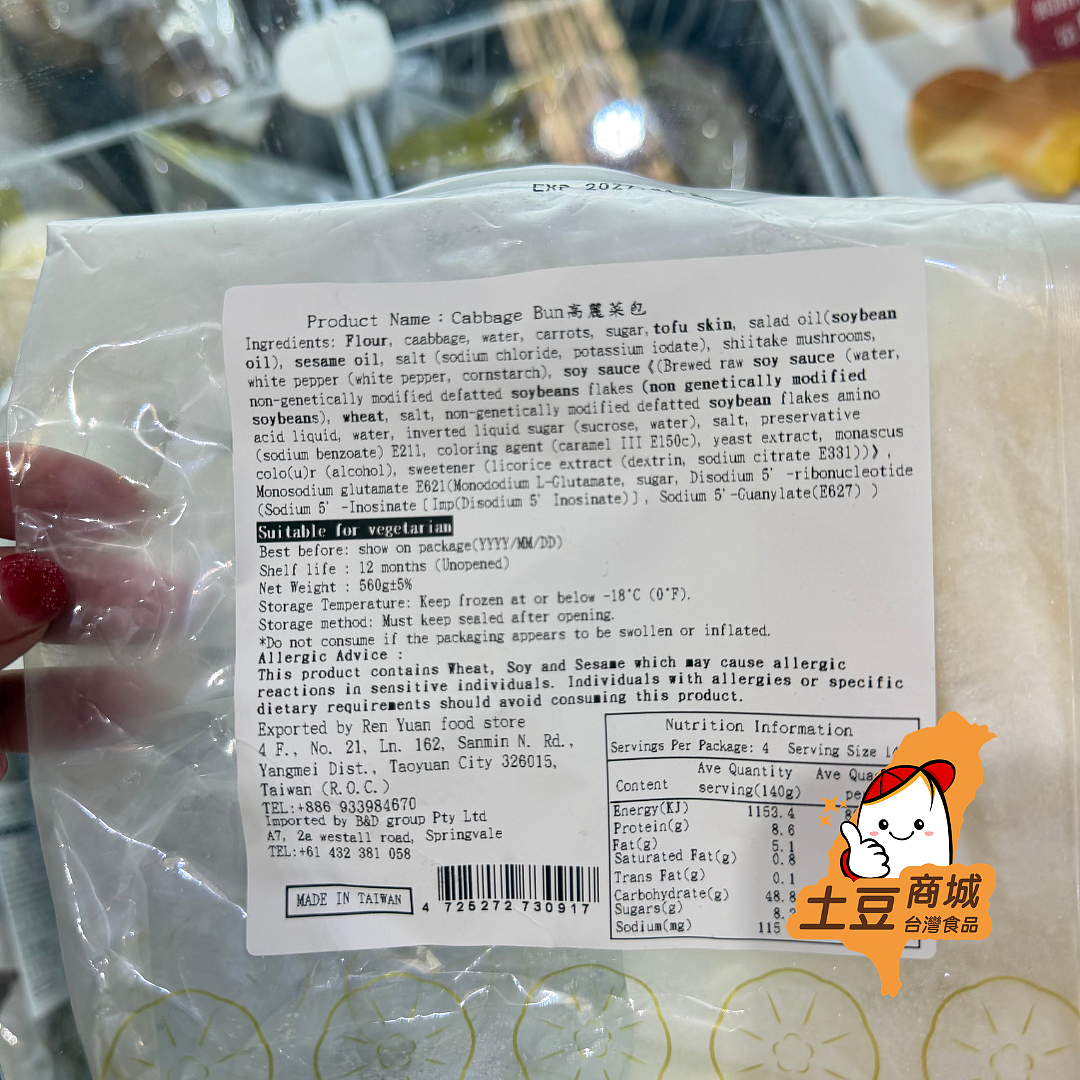 EXP 2027
Product Name : Cabbage Bun高麗菜包
Ingredients: Flour, caabbage, water, carrots, sugar, tofu skin, salad oil(soybean
oil), sesame oil, salt (sodium chloride, potassium iodate), shiitake mushrooms,
white pepper (white pepper, cornstarch), soy sauce《(Brewed raw soy sauce (water,
non-genetically modified defatted soybeans flakes (non genetically modified
soybeans), wheat, salt, non-genetically modified defatted soybean flakes amino
acid liquid, water, inverted liquid sugar (sucrose, water), salt, preservative
(sodium benzoate) E211, coloring agent (caramel III E150c), yeast extract, monascus
colo(u)r (alcohol), sweetener (licorice extract (dextrin, sodium citrate E331))》,
Monosodium glutamate E621(Monododium L-Glutamate, sugar, Disodium 5' -ribonucleotide
(Sodium 5' -Inosinate [Imp(Disodium 5' Inosinate)], Sodium 5'-Guanylate(E627) )
Suitable for vegetarian
Best before: show on package(YYYY/MM/DD)
Shelf life : 12 months (Unopened)
Net Weight : 560g±5%
Storage Temperature: Keep frozen at or below -18°C (0°F).
Storage method: Must keep sealed after opening.
*Do not consume if the packaging appears to be swollen or inflated.
Allergic Advice :
This product contains Wheat, Soy and Sesame which may cause allergic
reactions in sensitive individuals. Individuals with allergies or specific
dietary requirements should avoid consuming this product.
Exported by Ren Yuan food store
4 F., No. 21, Ln. 162, Sanmin N. Rd.,
Yangmei Dist., Taoyuan City 326015,
Taiwan (R.O.C.)
TEL:+886 933984670
Imported by B&D group Pty Ltd
A7, 2a westall road, Springvale
TEL:+61 432 381 058
MADE IN TAIWAN
4 725272 730917
Nutrition Information
Servings Per Package: 4 Serving Size
Content Ave Quantity serving(140g) Ave
Energy(KJ) 1153.4
Protein(g) 8.6
Fat(g) 5.1
Saturated Fat(g) 0.8
Trans Fat(g) 0.1
Carbohydrate(g) 48.8
Sugars(g) 8.
Sodium(mg) 115
土豆商城
台灣食品